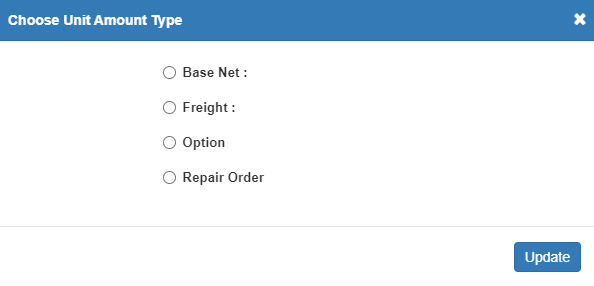 Choose Unit Amount Type
Base Net :
Freight :
Option
Repair Order
Update